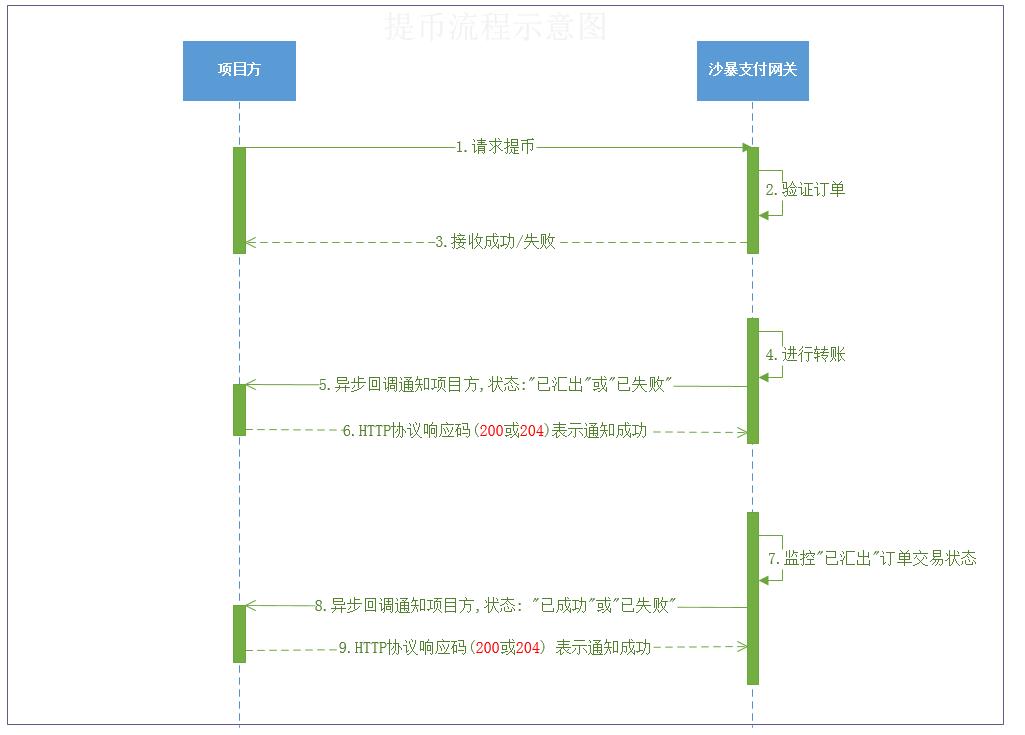 提币流程示意图
项目方
沙暴支付网关
1.请求提币
2.验证订单
3.接收成功/失败
4.进行转账
5.异步回调通知项目方,状态:"已汇出"或"已失败"
6.HTTP协议响应码(200或204)表示通知成功
7.监控"已汇出"订单交易状态
8.异步回调通知项目方,状态: "已成功"或"已失败"
9.HTTP协议响应码(200或204) 表示通知成功